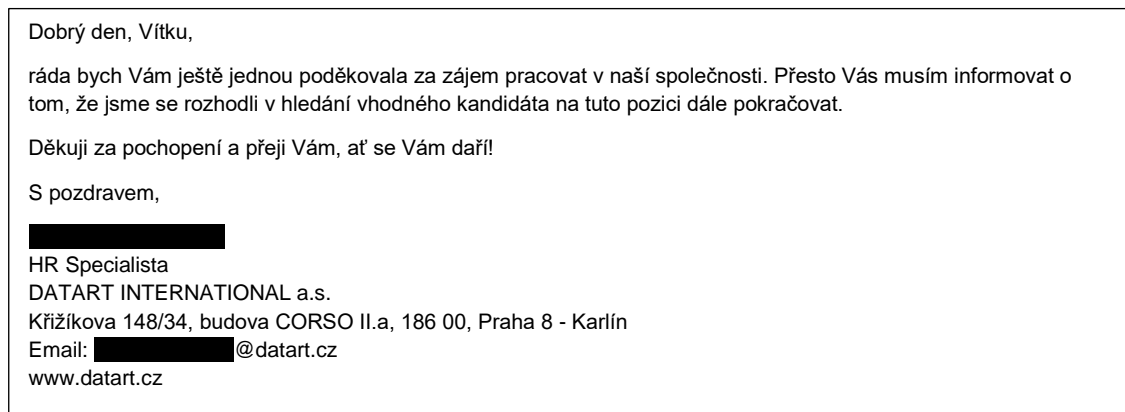 Dobrý den, Vítku,
ráda bych Vám ještě jednou poděkovala za zájem pracovat v naší společnosti. Přesto Vás musím informovat o
tom, že jsme se rozhodli v hledání vhodného kandidáta na tuto pozici dále pokračovat.
Děkuji za pochopení a přeji Vám, ať se Vám daří!
S pozdravem,
HR Specialista
DATART INTERNATIONAL a.s.
Křižíkova 148/34, budova CORSO II.a, 186 00, Praha 8 - Karlín
Email: @datart.cz
www.datart.cz